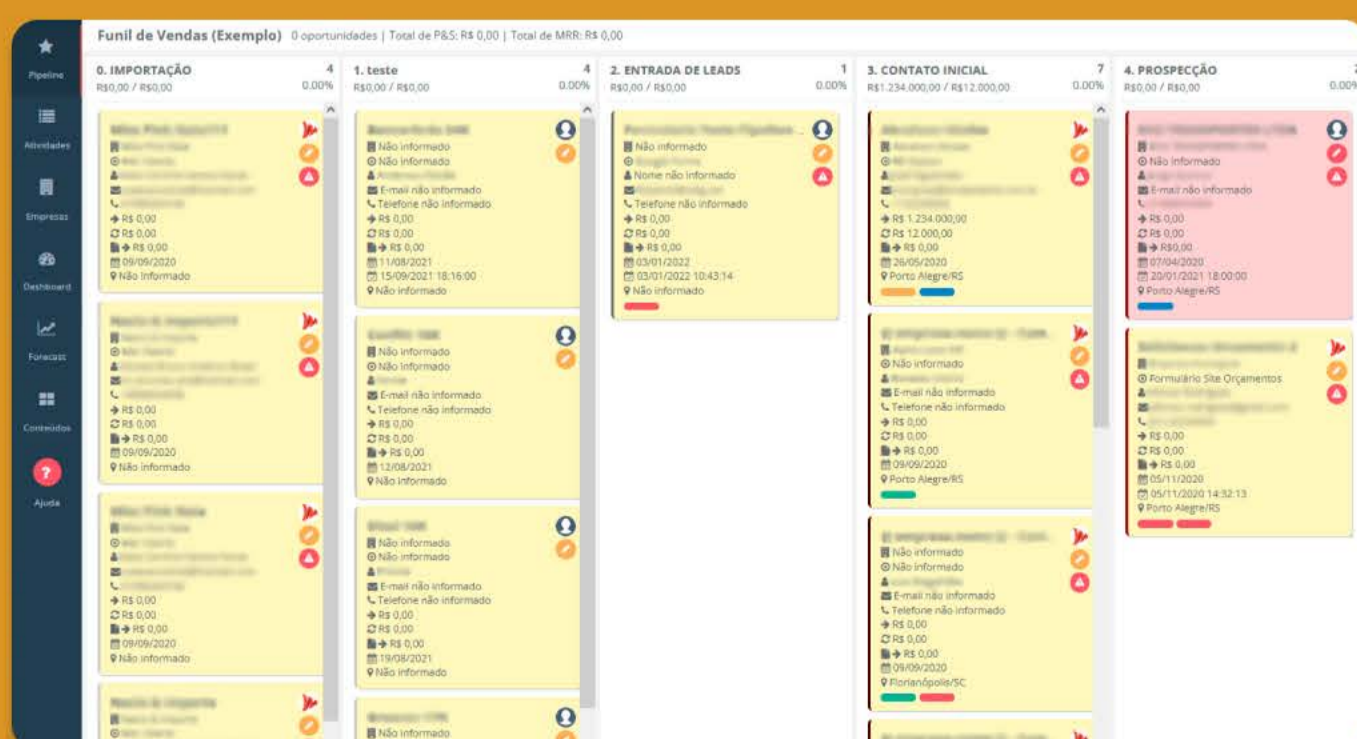 Funil de Vendas (Exemplo) 0 oportunidades | Total de P&S: R$ 0,00 | Total de MRR: R$ 0,00
Pipeline
Atividades
Empresas
Dashboard
Forecast
Conteúdos
?
Ajuda
0. IMPORTAÇÃO 4
R$0,00 / R$0,00 0.00%
R$ 0,00
R$ 0,00
R$ 0,00
09/09/2020
Não informado
R$ 0,00
R$ 0,00
R$ 0,00
09/09/2020
Não informado
R$ 0,00
R$ 0,00
R$ 0,00
09/09/2020
Não informado
1. teste 4
R$0,00 / R$0,00 0.00%
Não informado
Não informado
E-mail não informado
Telefone não informado
R$ 0,00
R$ 0,00
R$ 0,00
11/08/2021
15/09/2021 18:16:00
Não informado
Não informado
Não informado
E-mail não informado
Telefone não informado
R$ 0,00
R$ 0,00
R$ 0,00
12/08/2021
Não informado
Não informado
Não informado
E-mail não informado
Telefone não informado
R$ 0,00
R$ 0,00
R$ 0,00
19/08/2021
Não informado
Não informado
2. ENTRADA DE LEADS 1
R$0,00 / R$0,00 0.00%
Não informado
Nome não informado
Telefone não informado
R$ 0,00
R$ 0,00
R$ 0,00
03/01/2022
03/01/2022 10:43:14
Não informado
3. CONTATO INICIAL 7
R$1.234.000,00 / R$12.000,00 0.00%
R$ 1.234.000,00
R$ 12.000,00
R$ 0,00
26/05/2020
Porto Alegre/RS
Não informado
E-mail não informado
Telefone não informado
R$ 0,00
R$ 0,00
R$ 0,00
09/09/2020
Porto Alegre/RS
Não informado
Não informado
E-mail não informado
Telefone não informado
R$ 0,00
R$ 0,00
R$ 0,00
09/09/2020
Florianópolis/SC
4. PROSPECÇÃO
R$0,00 / R$0,00 0.00%
Não informado
E-mail não informado
R$ 0,00
R$ 0,00
R$0,00
07/04/2020
20/01/2021 18:00:00
Porto Alegre/RS
Formulário Site Orçamentos
R$ 0,00
R$ 0,00
R$ 0,00
05/11/2020
05/11/2020 14:32:13
Porto Alegre/RS